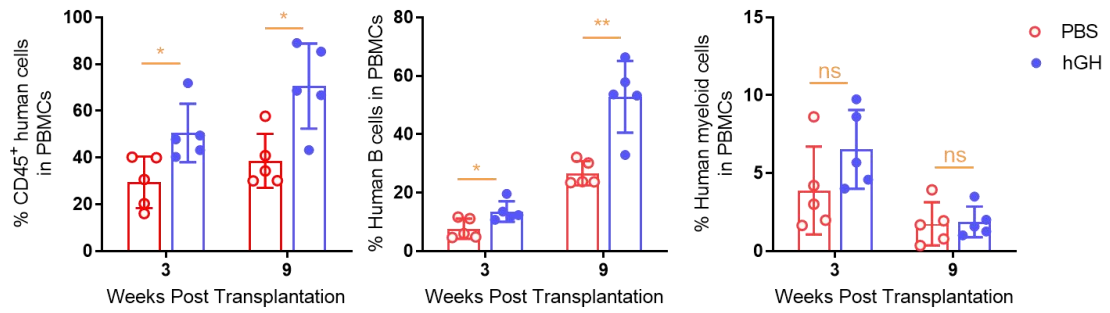 % CD45⁺ human cells
in PBMCs
100
80
60
40
20
0
*
*
3
9
Weeks Post Transplantation
% Human B cells in PBMCs
80
60
40
20
0
*
**
3
9
Weeks Post Transplantation
% Human myeloid cells
in PBMCs
15
10
5
0
ns
ns
3
9
Weeks Post Transplantation
PBS
hGH